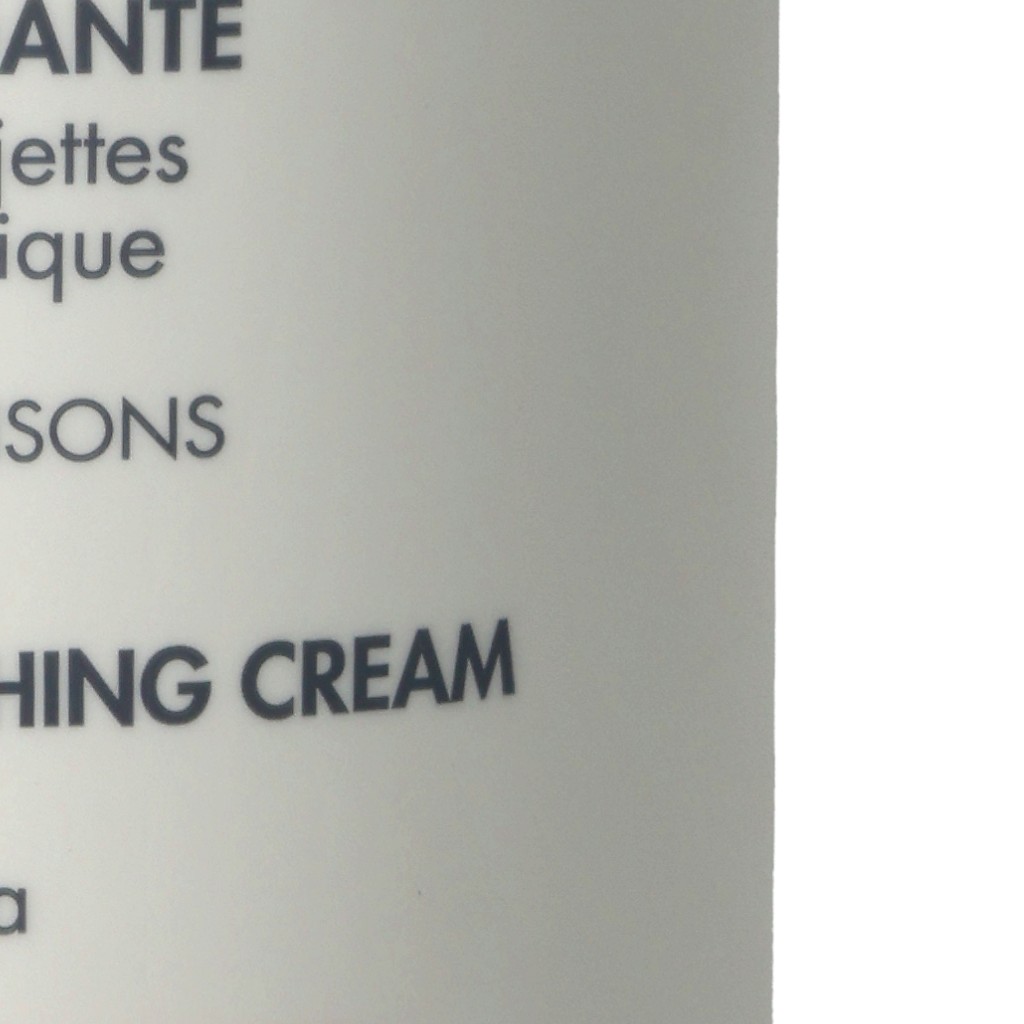 ANTE
jettes
ique
SONS
HING CREAM
a